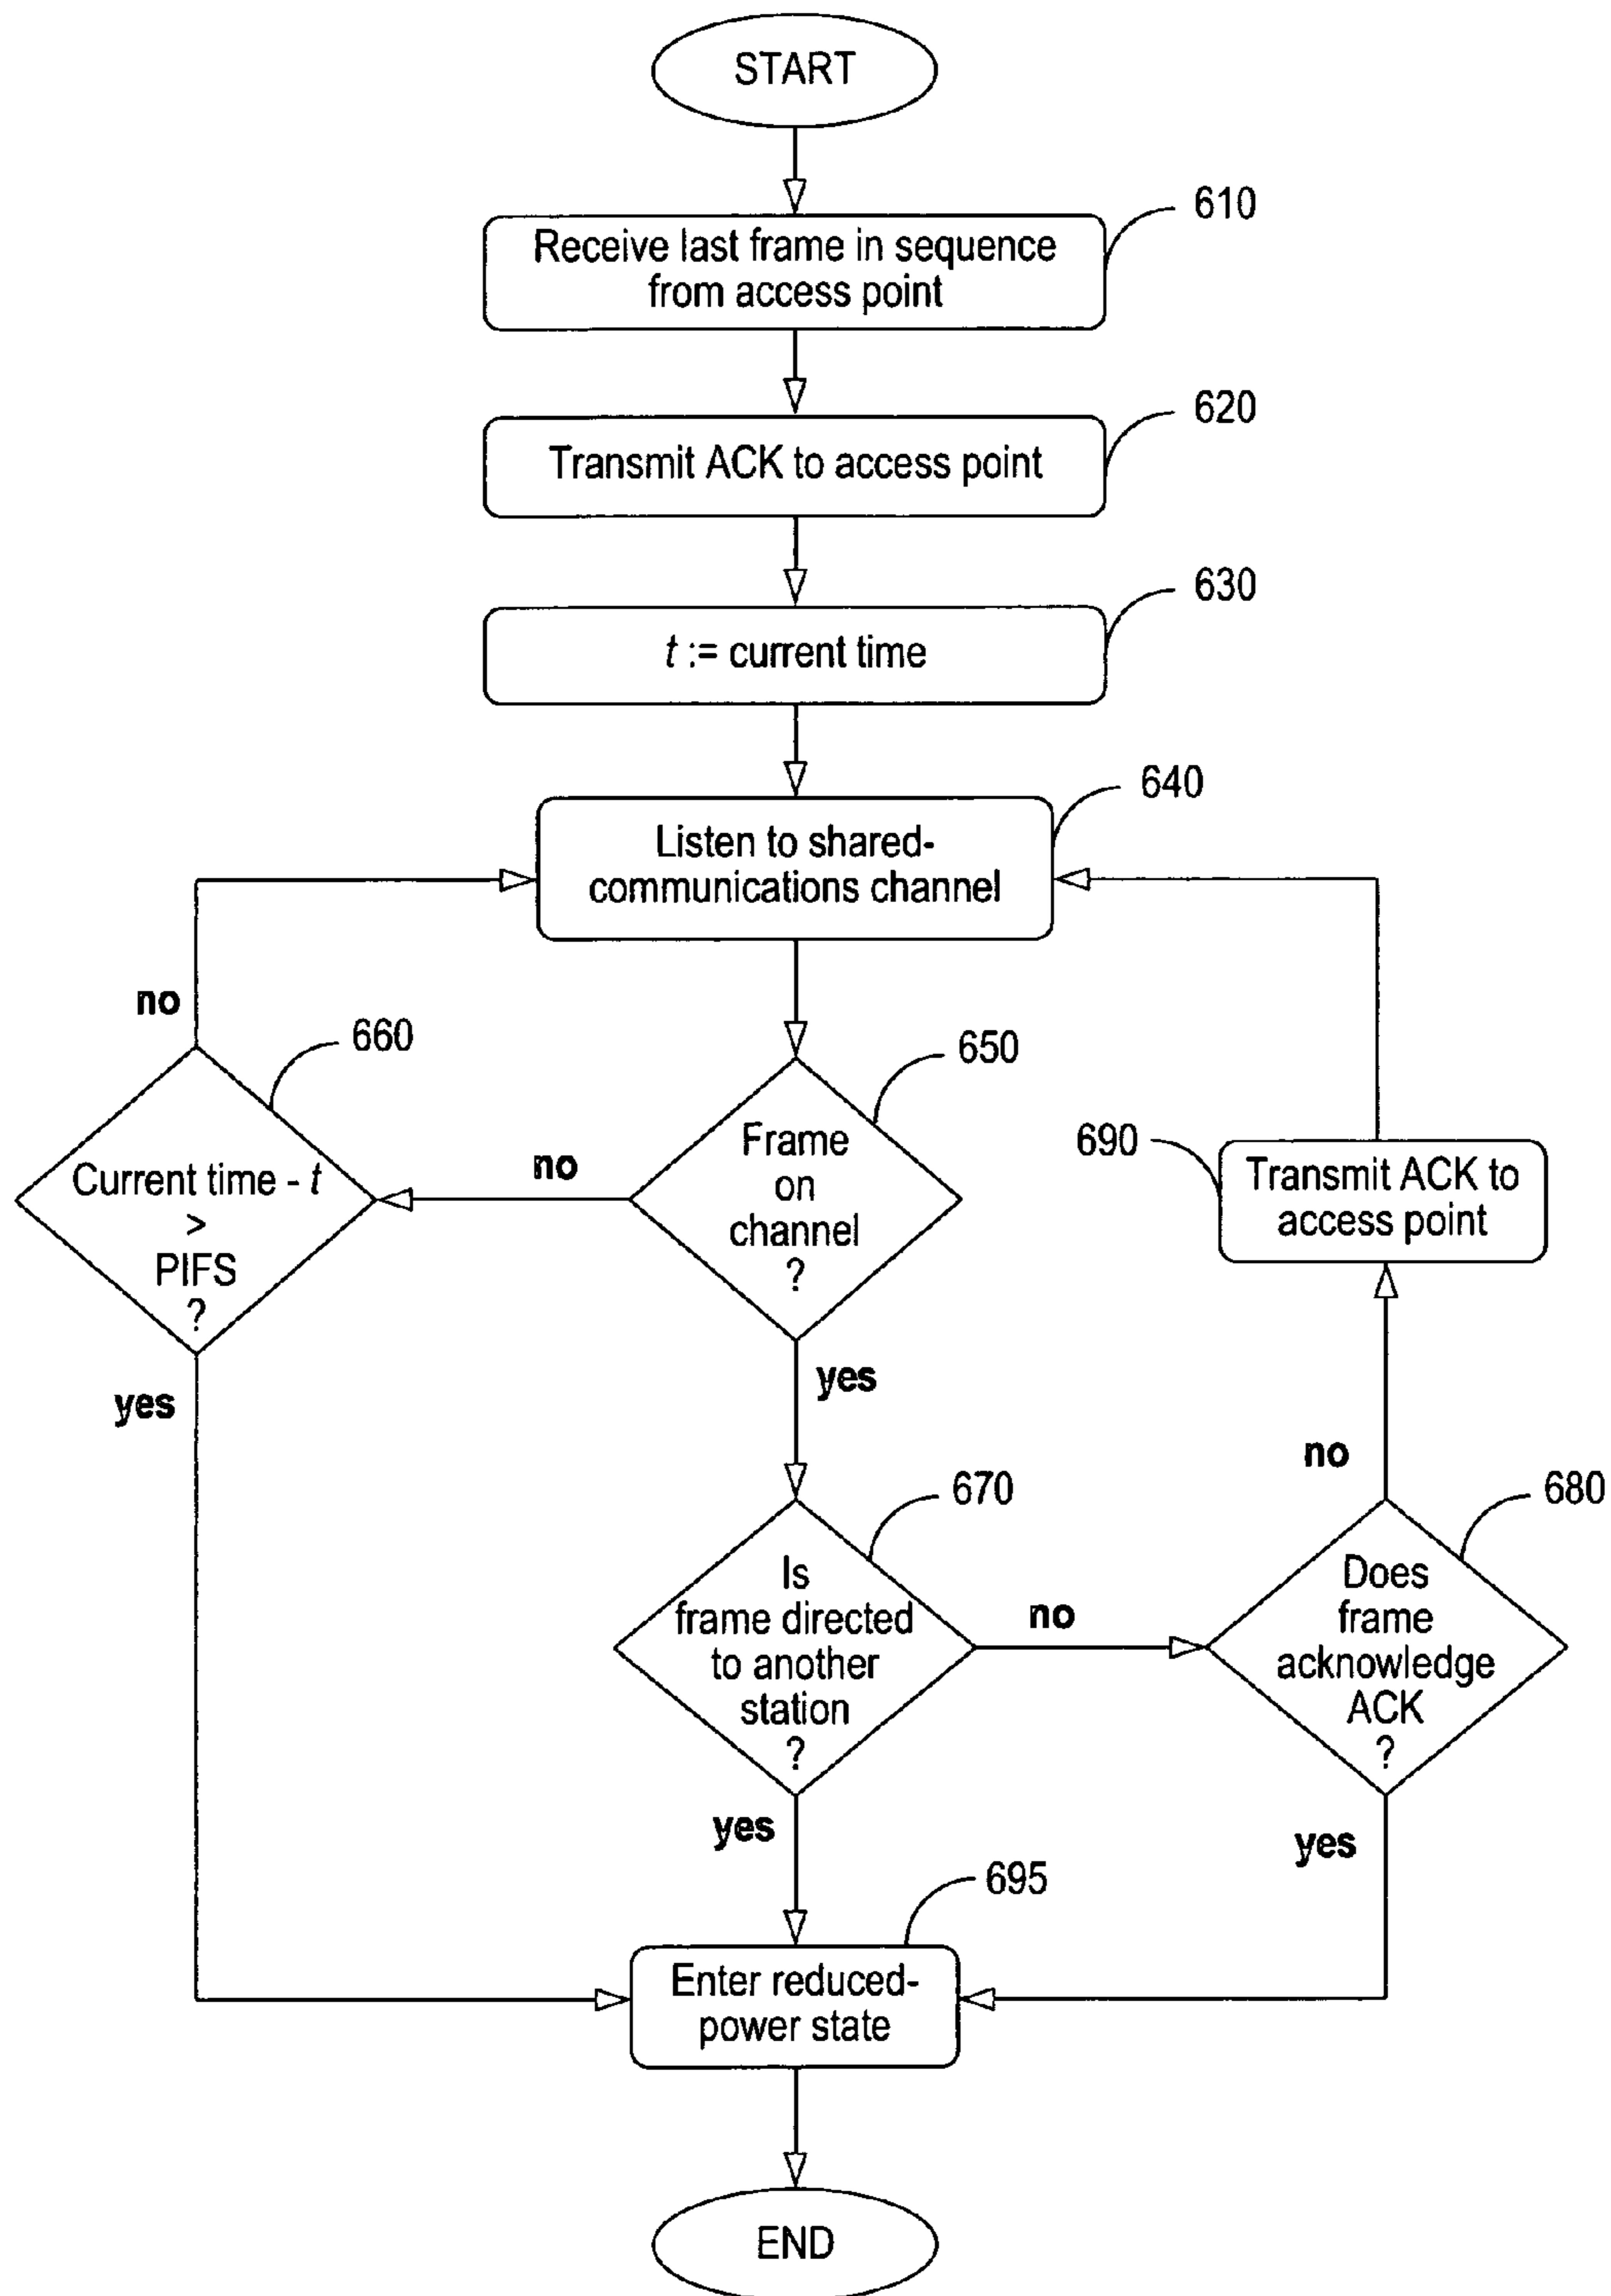 START
610
Receive last frame in sequence
from access point
620
Transmit ACK to access point
630
t := current time
640
Listen to shared-
communications channel
no
660
650
Current time - t
>
PIFS
?
no
Frame
on
channel
?
690
Transmit ACK to
access point
yes
yes
no
670
680
Is
frame directed
to another
station
?
no
Does
frame
acknowledge
ACK
?
yes
yes
695
Enter reduced-
power state
END